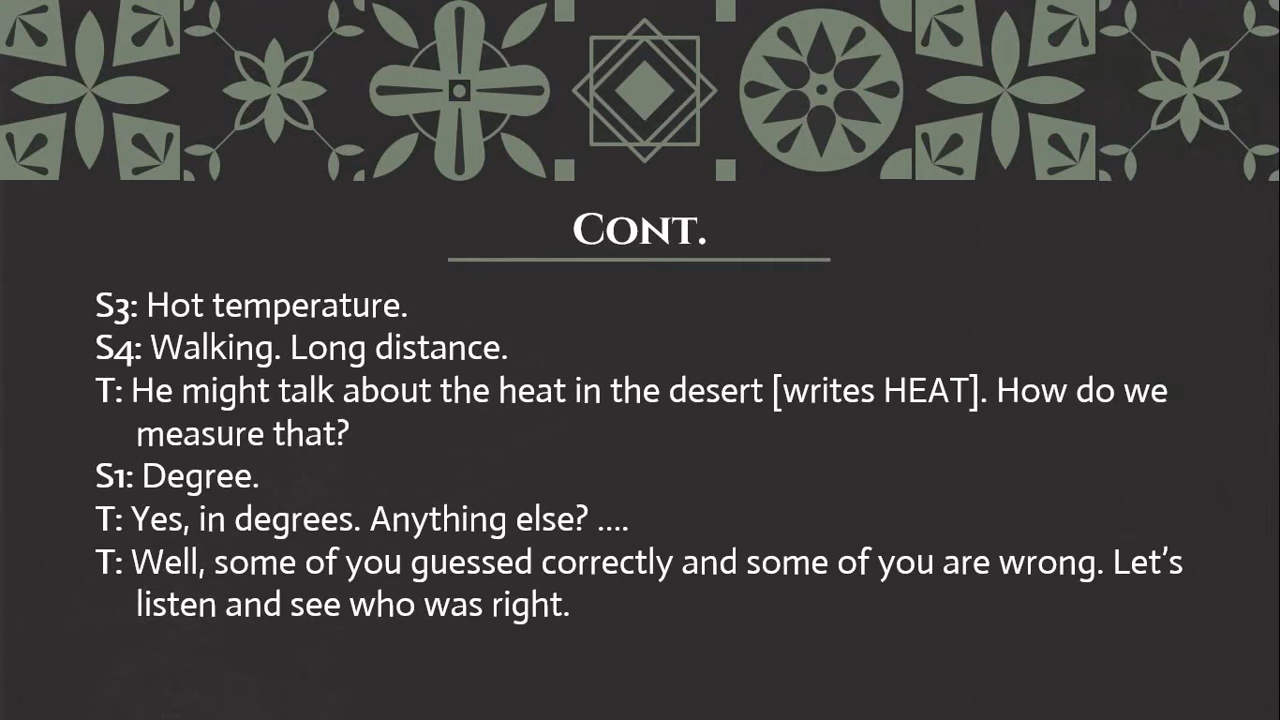 Cont.
S3: Hot temperature.
S4: Walking. Long distance.
T: He might talk about the heat in the desert [writes HEAT]. How do we
measure that?
S1: Degree.
T: Yes, in degrees. Anything else? ....
T: Well, some of you guessed correctly and some of you are wrong. Let’s
listen and see who was right.